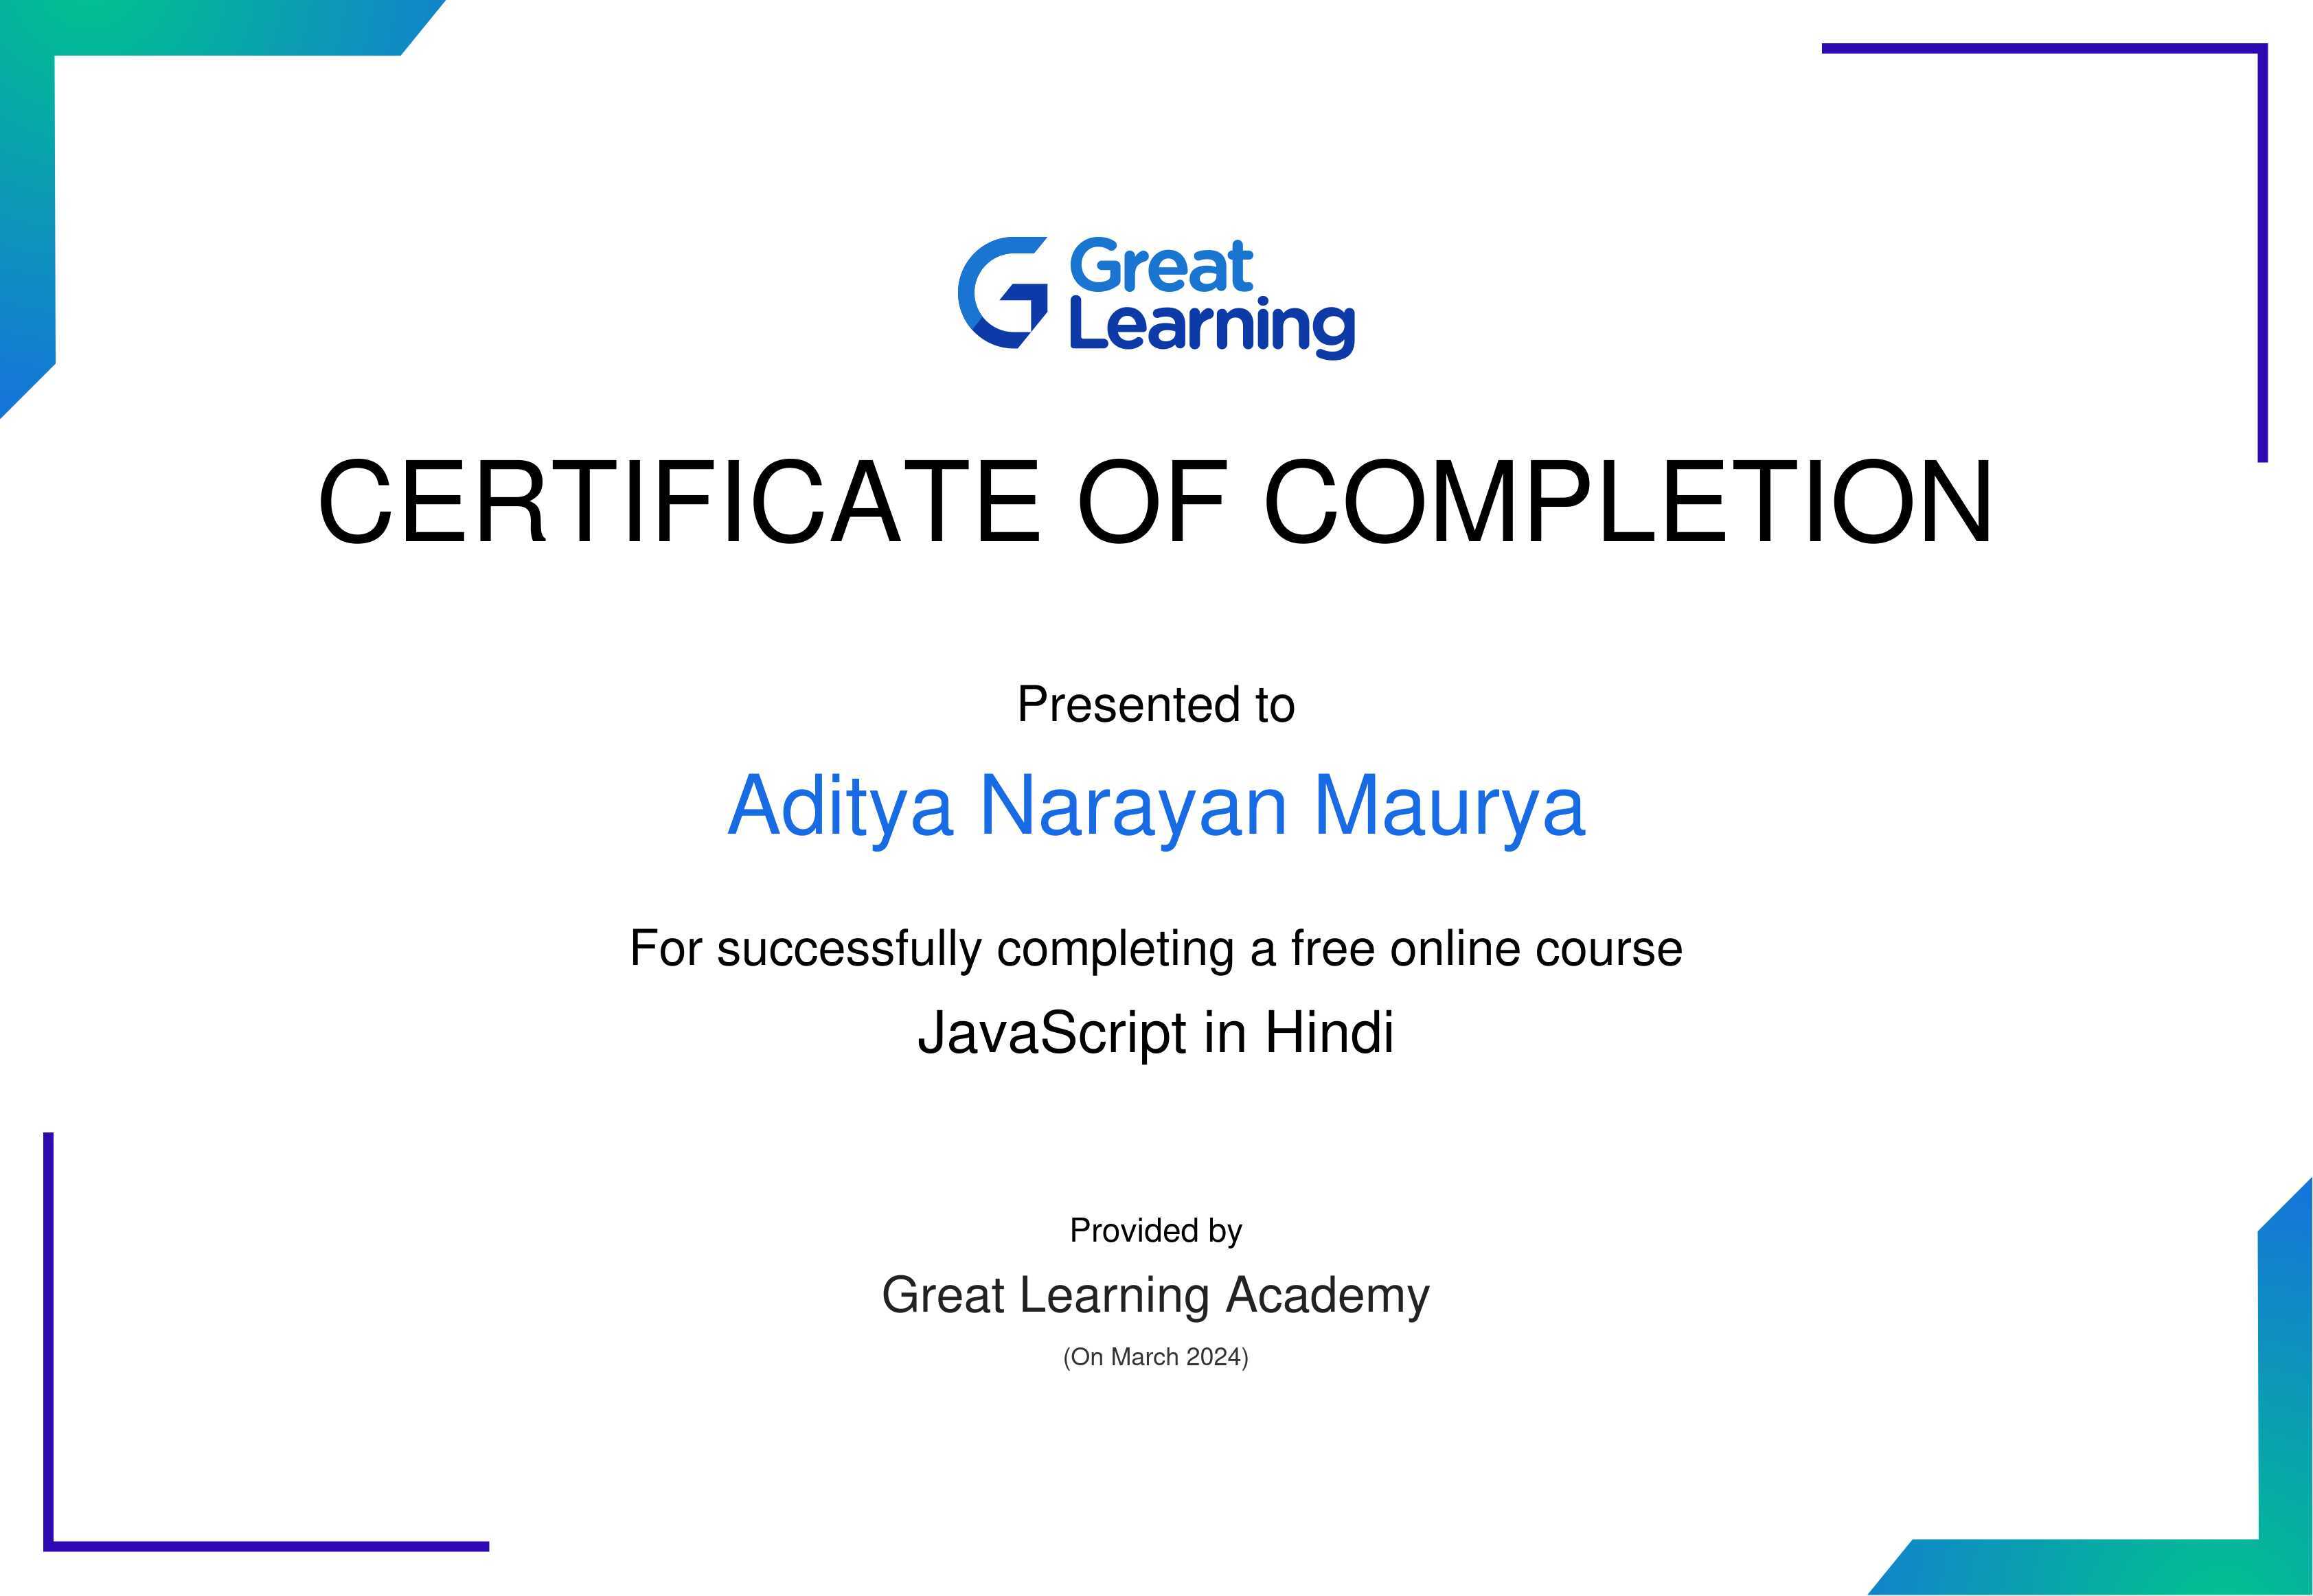 Great
Learning
CERTIFICATE OF COMPLETION
Presented to
Aditya Narayan Maurya
For successfully completing a free online course
JavaScript in Hindi
Provided by
Great Learning Academy
(On March 2024)